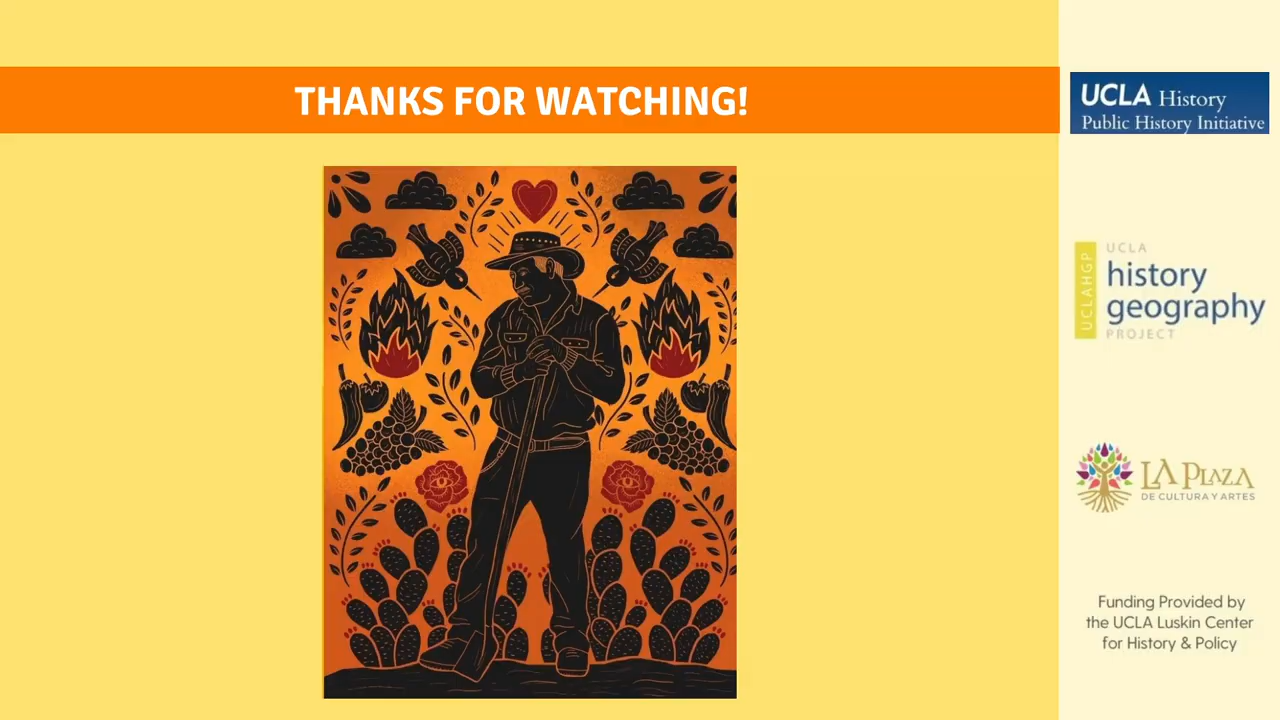 THANKS FOR WATCHING!
UCLA History
Public History Initiative
UCLAHGP
UCLA
history
geography
PROJECT
LA PLAZA
DE CULTURA Y ARTES
Funding Provided by
the UCLA Luskin Center
for History & Policy